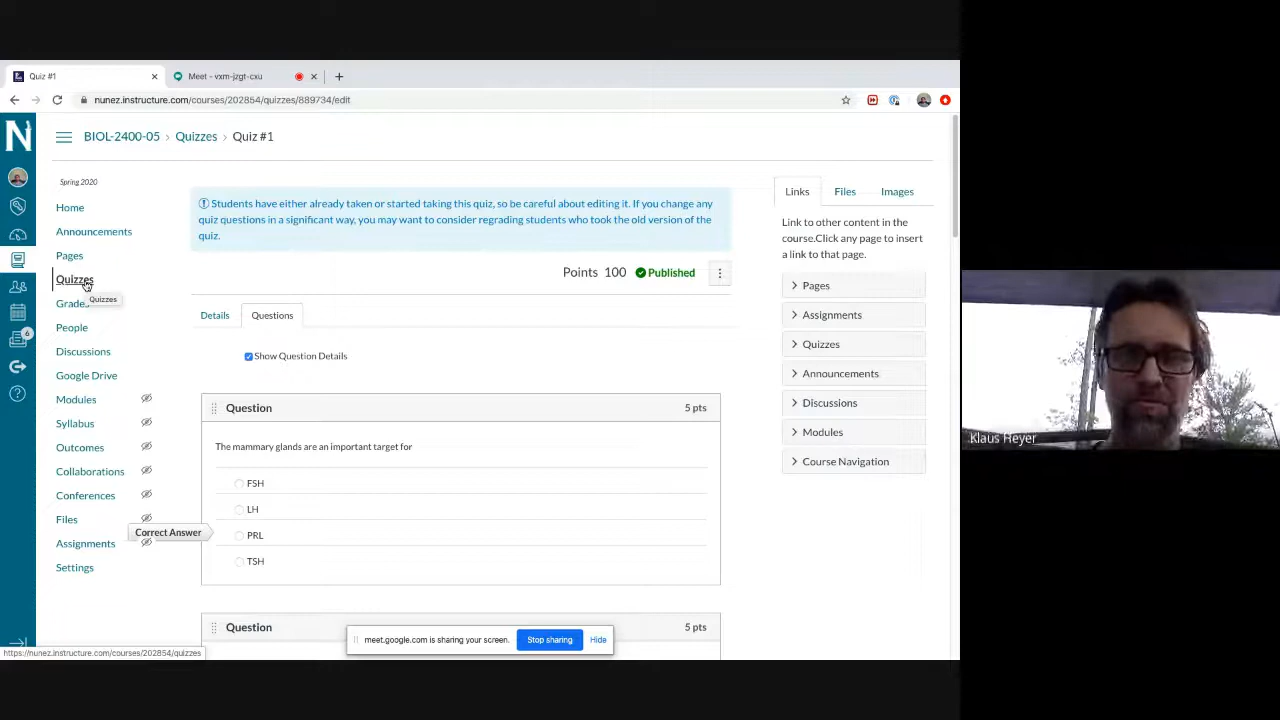 Quiz #1
Meet - vxm-jzgt-cxu
nunez.instructure.com/courses/202854/quizzes/889734/edit
N
BIOL-2400-05 › Quizzes › Quiz #1
Spring 2020
Home
Announcements
Pages
Quizzes
Quizzes
Grades
People
Discussions
Google Drive
Modules
Syllabus
Outcomes
Collaborations
Conferences
Files
Assignments
Settings
6
Students have either already taken or started taking this quiz, so be careful about editing it. If you change any
quiz questions in a significant way, you may want to consider regrading students who took the old version of the
quiz.
Points 100 Published
Details Questions
Show Question Details
Question 5 pts
The mammary glands are an important target for
FSH
LH
Correct Answer
PRL
TSH
Question 5 pts
Links Files Images
Link to other content in the
course.Click any page to insert
a link to that page.
Pages
Assignments
Quizzes
Announcements
Discussions
Modules
Course Navigation
meet.google.com is sharing your screen. Stop sharing Hide
https://nunez.instructure.com/courses/202854/quizzes
Klaus Heyer